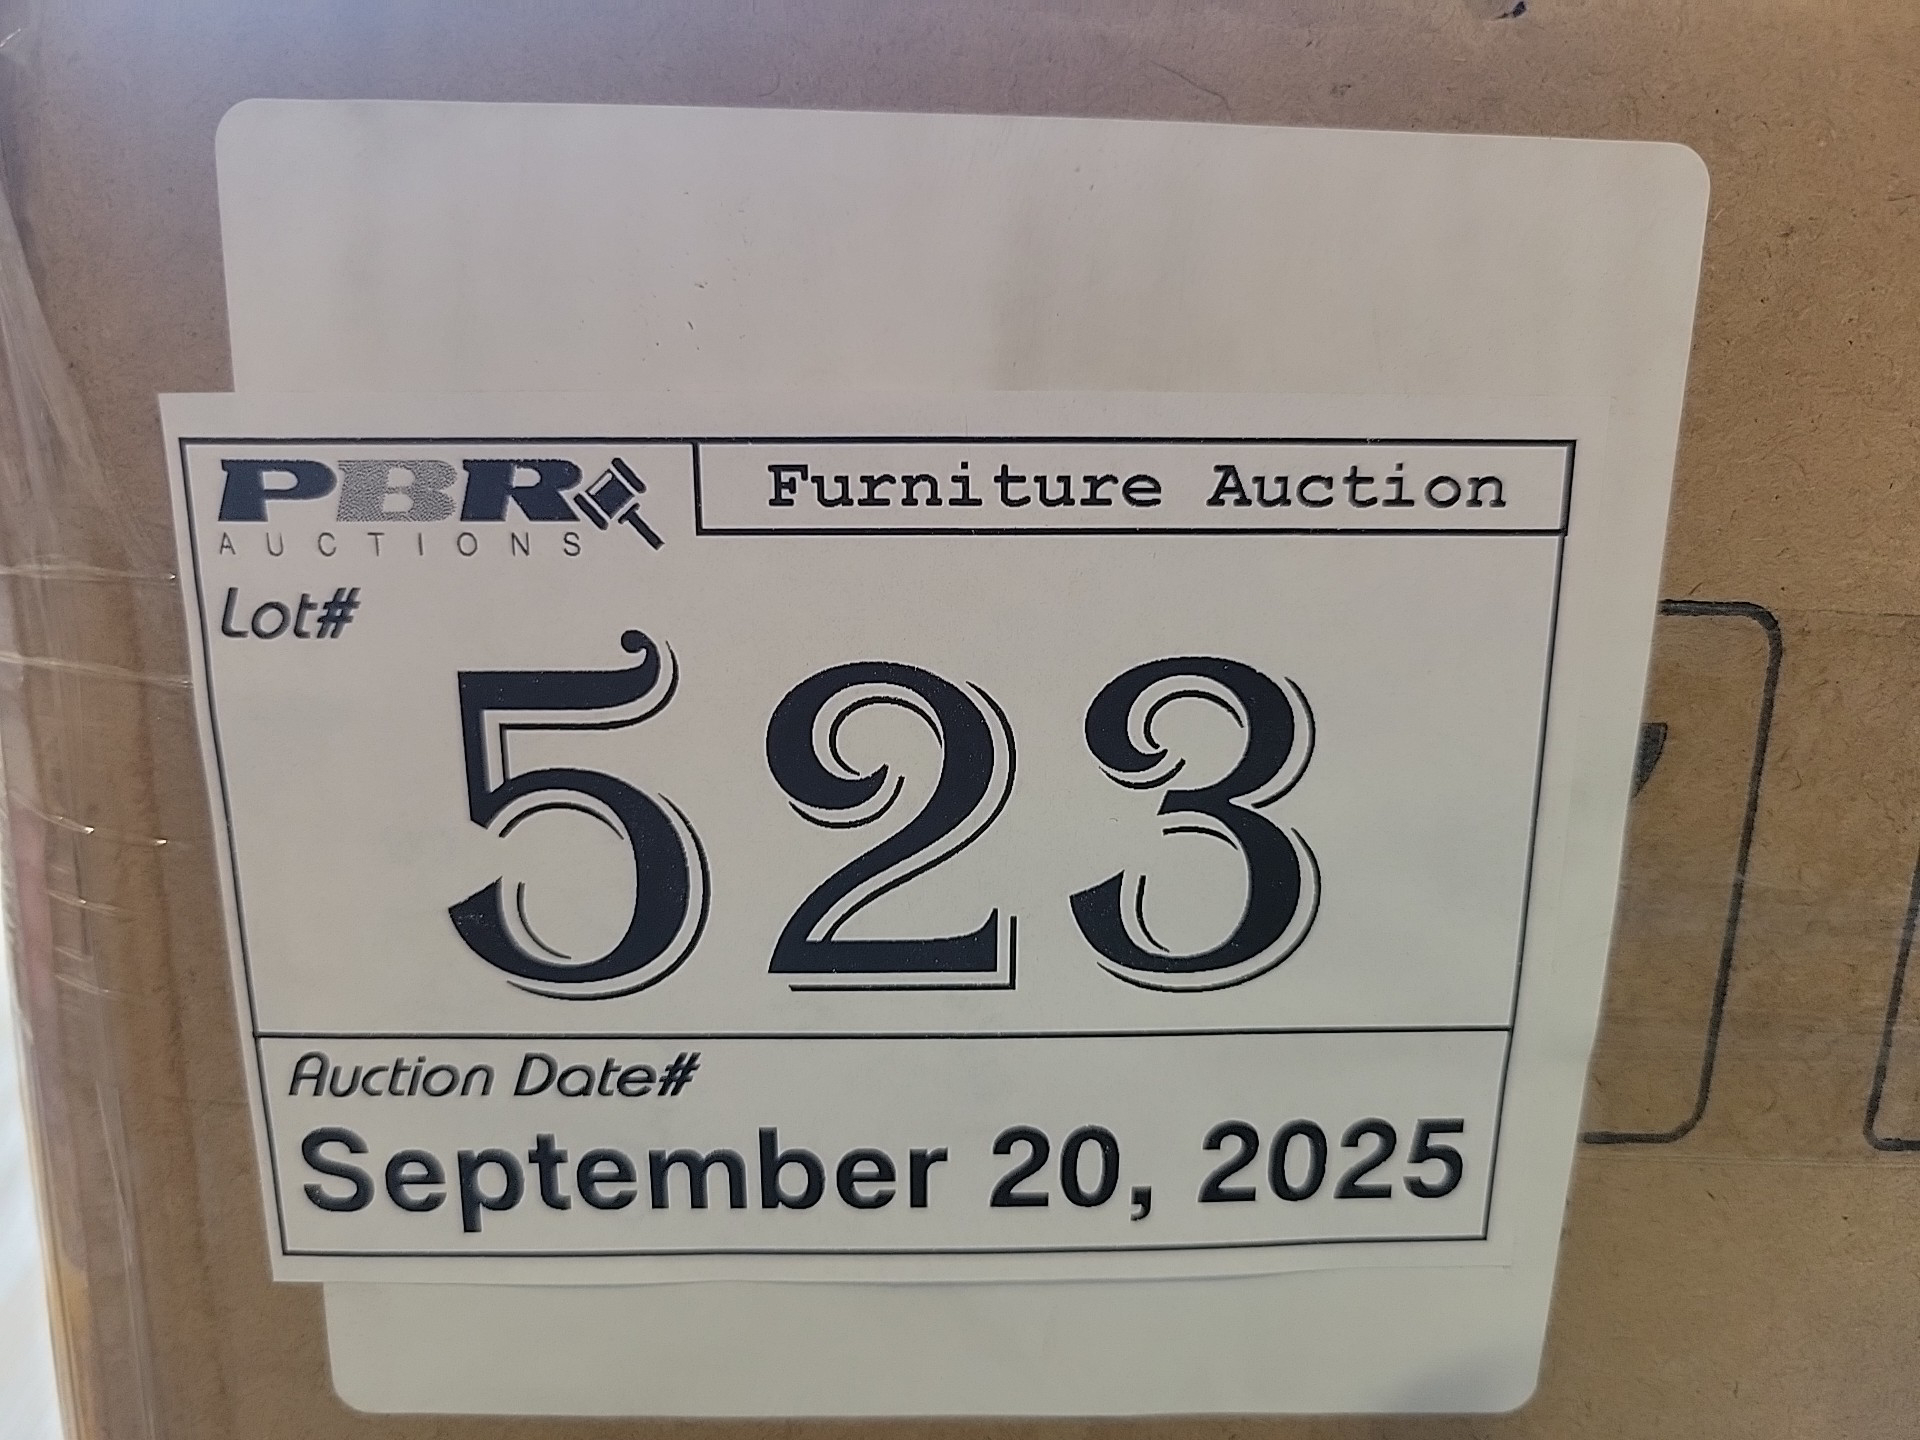 PBR
AUCTIONS
Furniture Auction
Lot#
523
Auction Date#
September 20, 2025